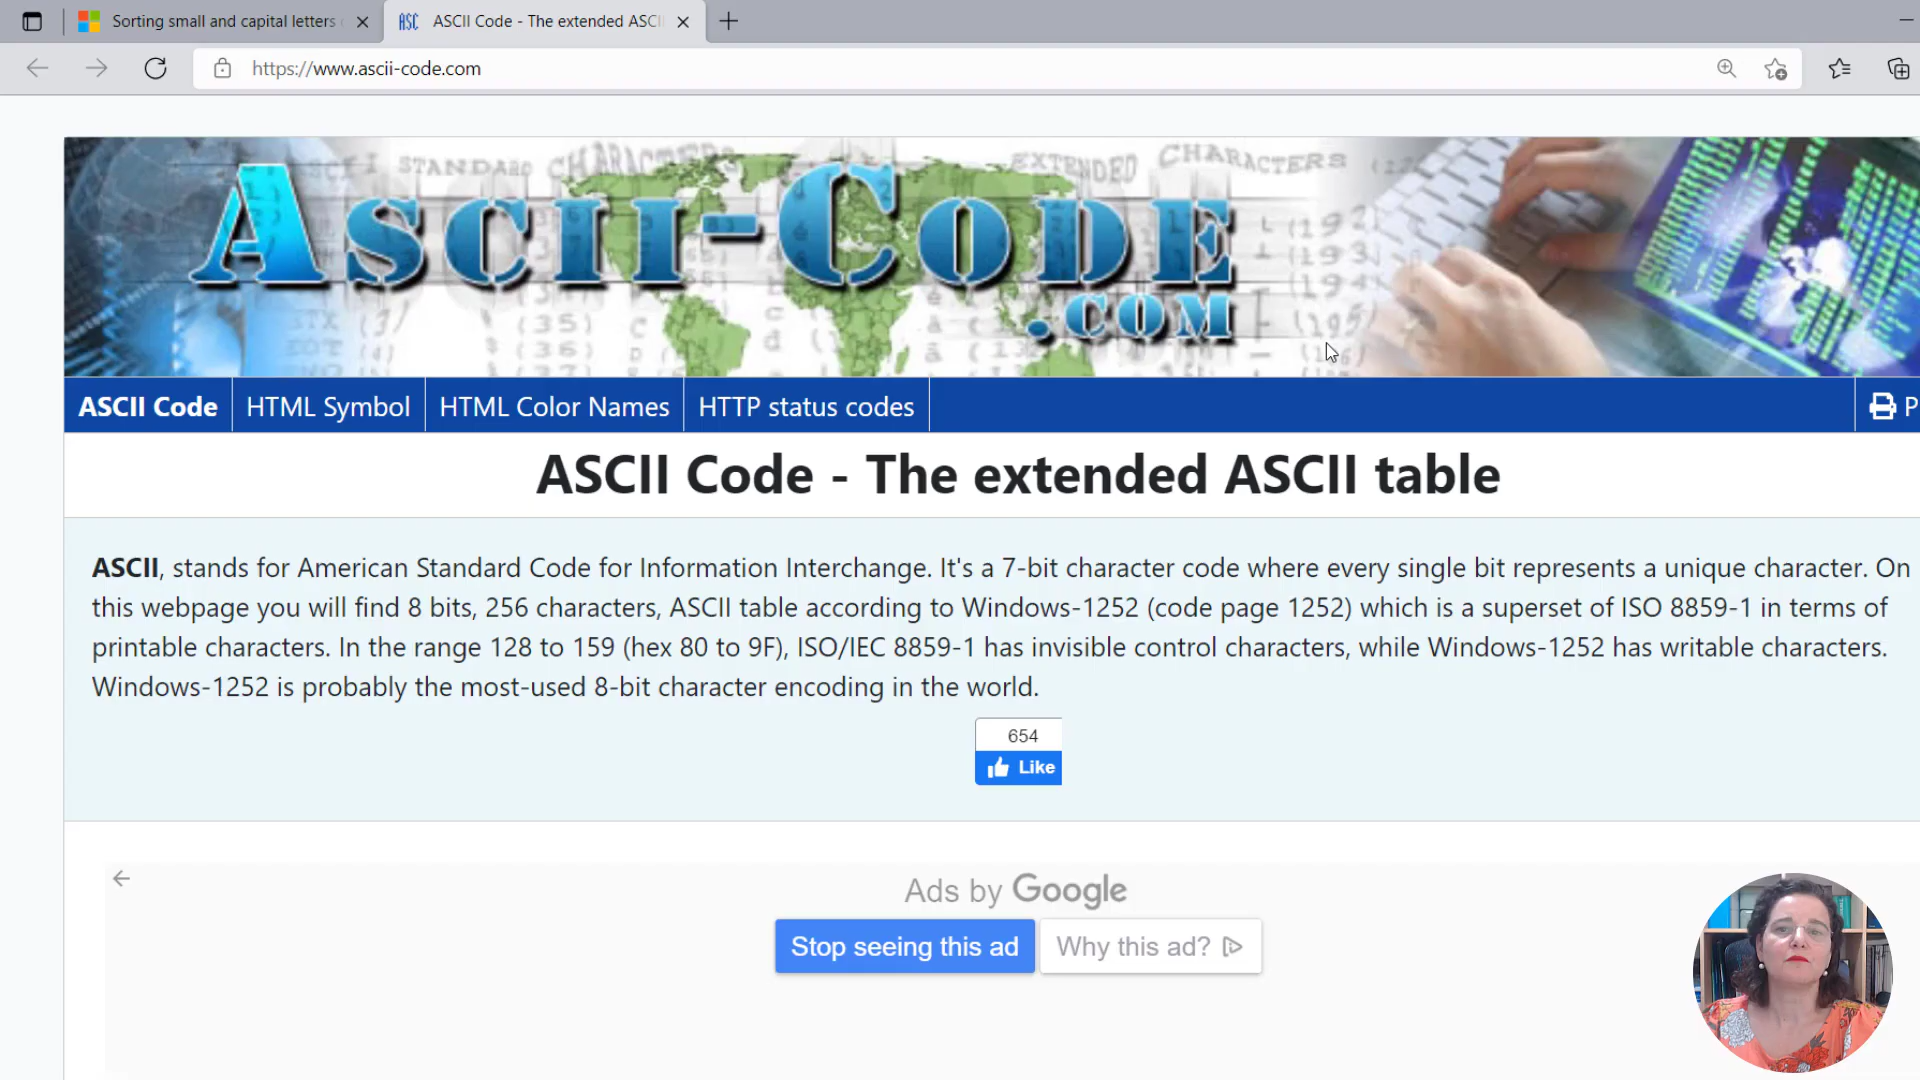 Sorting small and capital letters
ASCII Code - The extended ASCI
https://www.ascii-code.com
STANDARD CHARACTERS
EXTENDED CHARACTERS
ASCII-CODE
.COM
ASCII Code
HTML Symbol
HTML Color Names
HTTP status codes
P
ASCII Code - The extended ASCII table
ASCII, stands for American Standard Code for Information Interchange. It's a 7-bit character code where every single bit represents a unique character. On
this webpage you will find 8 bits, 256 characters, ASCII table according to Windows-1252 (code page 1252) which is a superset of ISO 8859-1 in terms of
printable characters. In the range 128 to 159 (hex 80 to 9F), ISO/IEC 8859-1 has invisible control characters, while Windows-1252 has writable characters.
Windows-1252 is probably the most-used 8-bit character encoding in the world.
654
Like
Ads by Google
Stop seeing this ad
Why this ad?